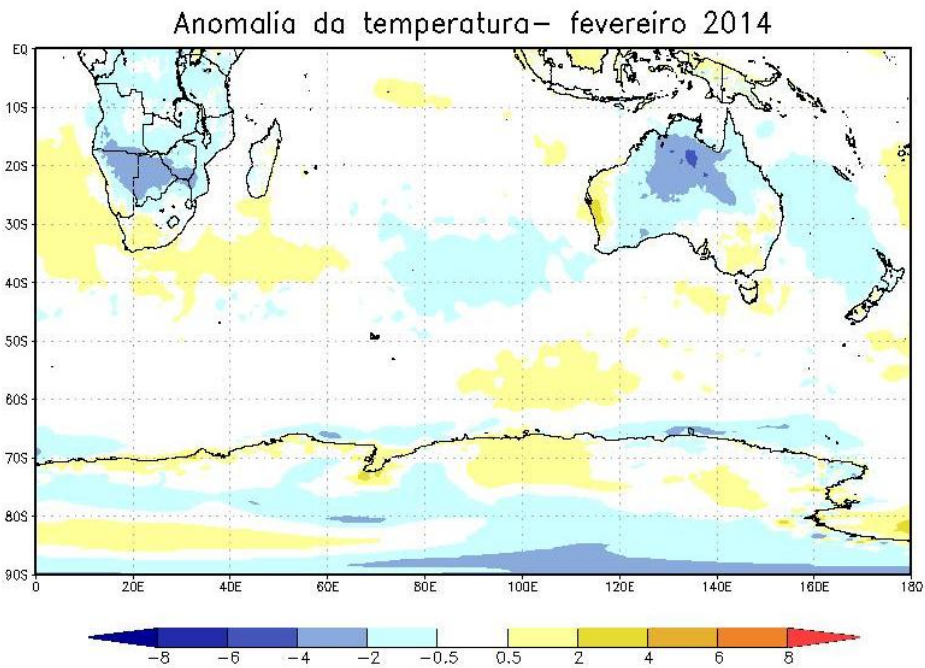 Anomalia da temperatura– fevereiro 2014
EQ
10S
20S
30S
40S
50S
60S
70S
80S
90S
0 20E 40E 60E 80E 100E 120E 140E 160E 180
-8 -6 -4 -2 -0.5 0.5 2 4 6 8